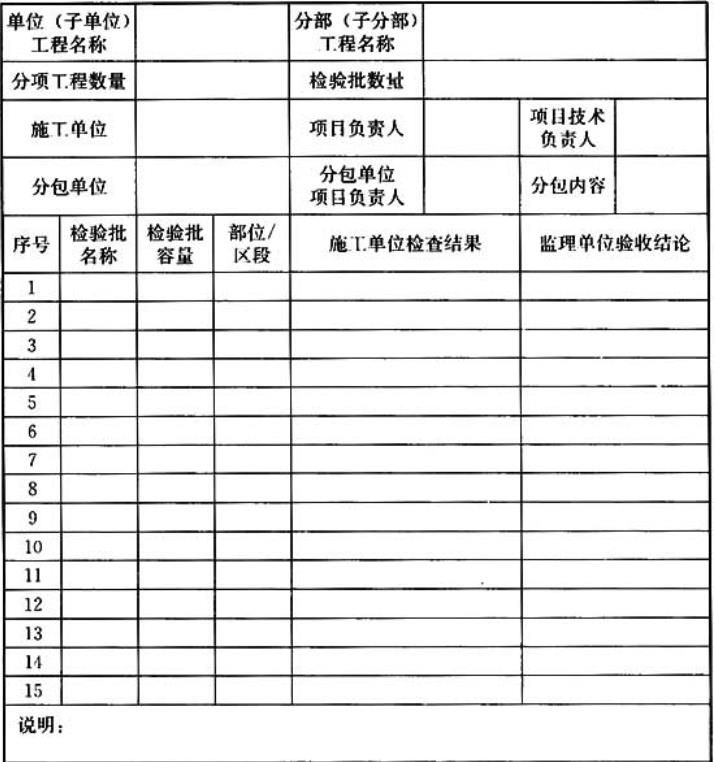 单位（子单位）
工程名称
分部（子分部）
工程名称
分项工程数量
检验批数量
施工单位
项目负责人
项目技术
负责人
分包单位
分包单位
项目负责人
分包内容
序号
检验批
名称
检验批
容量
部位/
区段
施工单位检查结果
监理单位验收结论
1
2
3
4
5
6
7
8
9
10
11
12
13
14
15
说明：